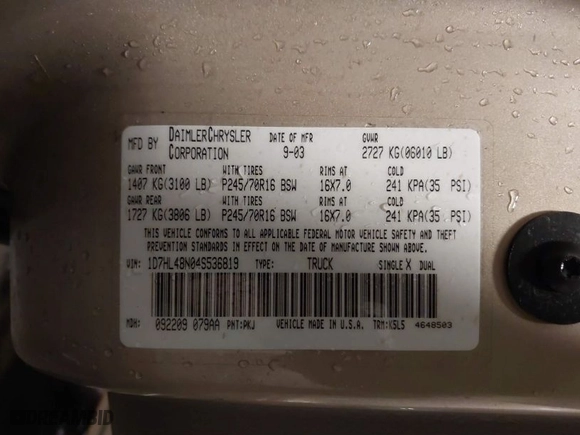 MFD BY DAIMLERCHRYSLER CORPORATION DATE OF MFR 9-03 GVWR 2727 KG(06010 LB)
GAWR FRONT WITH TIRES RIMS AT COLD
1407 KG(3100 LB) P245/70R16 BSW 16X7.0 241 KPA(35 PSI)
GAWR REAR WITH TIRES RIMS AT COLD
1727 KG(3806 LB) P245/70R16 BSW 16X7.0 241 KPA(35 PSI)
THIS VEHICLE CONFORMS TO ALL APPLICABLE FEDERAL MOTOR VEHICLE SAFETY AND THEFT
PREVENTION STANDARDS IN EFFECT ON THE DATE OF MANUFACTURE SHOWN ABOVE.
VIN: 1D7HL48N04S536819 TYPE: TRUCK SINGLE X DUAL
MDH: 092209 079AA PNT:PKJ VEHICLE MADE IN U.S.A. TRM:K5L5 4648503